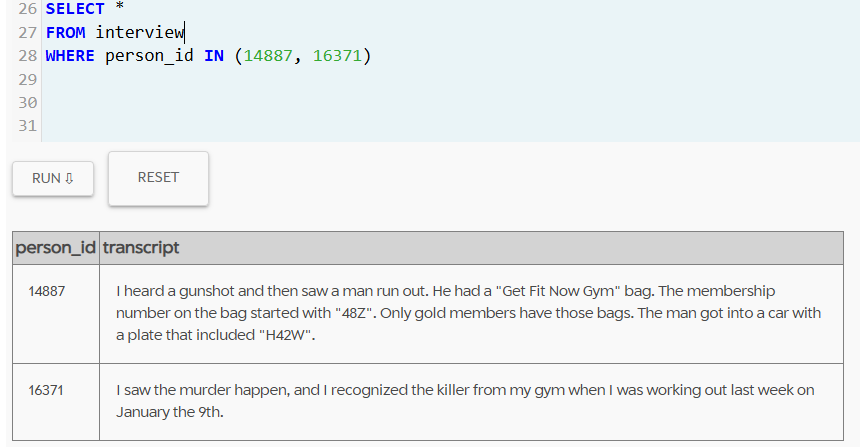 26 SELECT *
27 FROM interview
28 WHERE person_id IN (14887, 16371)
29
30
31
RUN ⇩
RESET
person_id transcript
14887 I heard a gunshot and then saw a man run out. He had a "Get Fit Now Gym" bag. The membership
number on the bag started with "48Z". Only gold members have those bags. The man got into a car with
a plate that included "H42W".
16371 I saw the murder happen, and I recognized the killer from my gym when I was working out last week on
January the 9th.